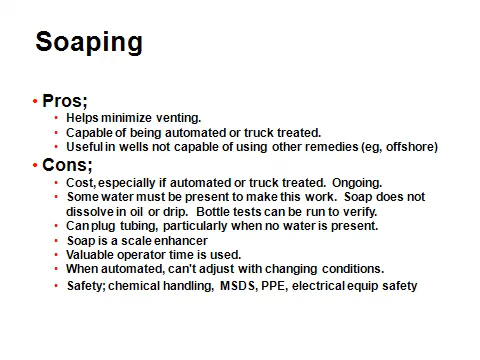 Soaping
• Pros;
• Helps minimize venting.
• Capable of being automated or truck treated.
• Useful in wells not capable of using other remedies (eg, offshore)
• Cons;
• Cost, especially if automated or truck treated. Ongoing.
• Some water must be present to make this work. Soap does not
dissolve in oil or drip. Bottle tests can be run to verify.
• Can plug tubing, particularly when no water is present.
• Soap is a scale enhancer
• Valuable operator time is used.
• When automated, can't adjust with changing conditions.
• Safety; chemical handling, MSDS, PPE, electrical equip safety